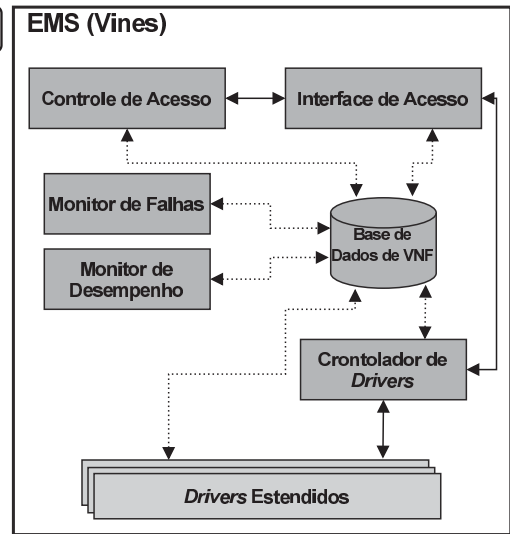 EMS (Vines)
Controle de Acesso
Interface de Acesso
Monitor de Falhas
Base de
Dados de VNF
Monitor de
Desempenho
Crontolador de
Drivers
Drivers Estendidos